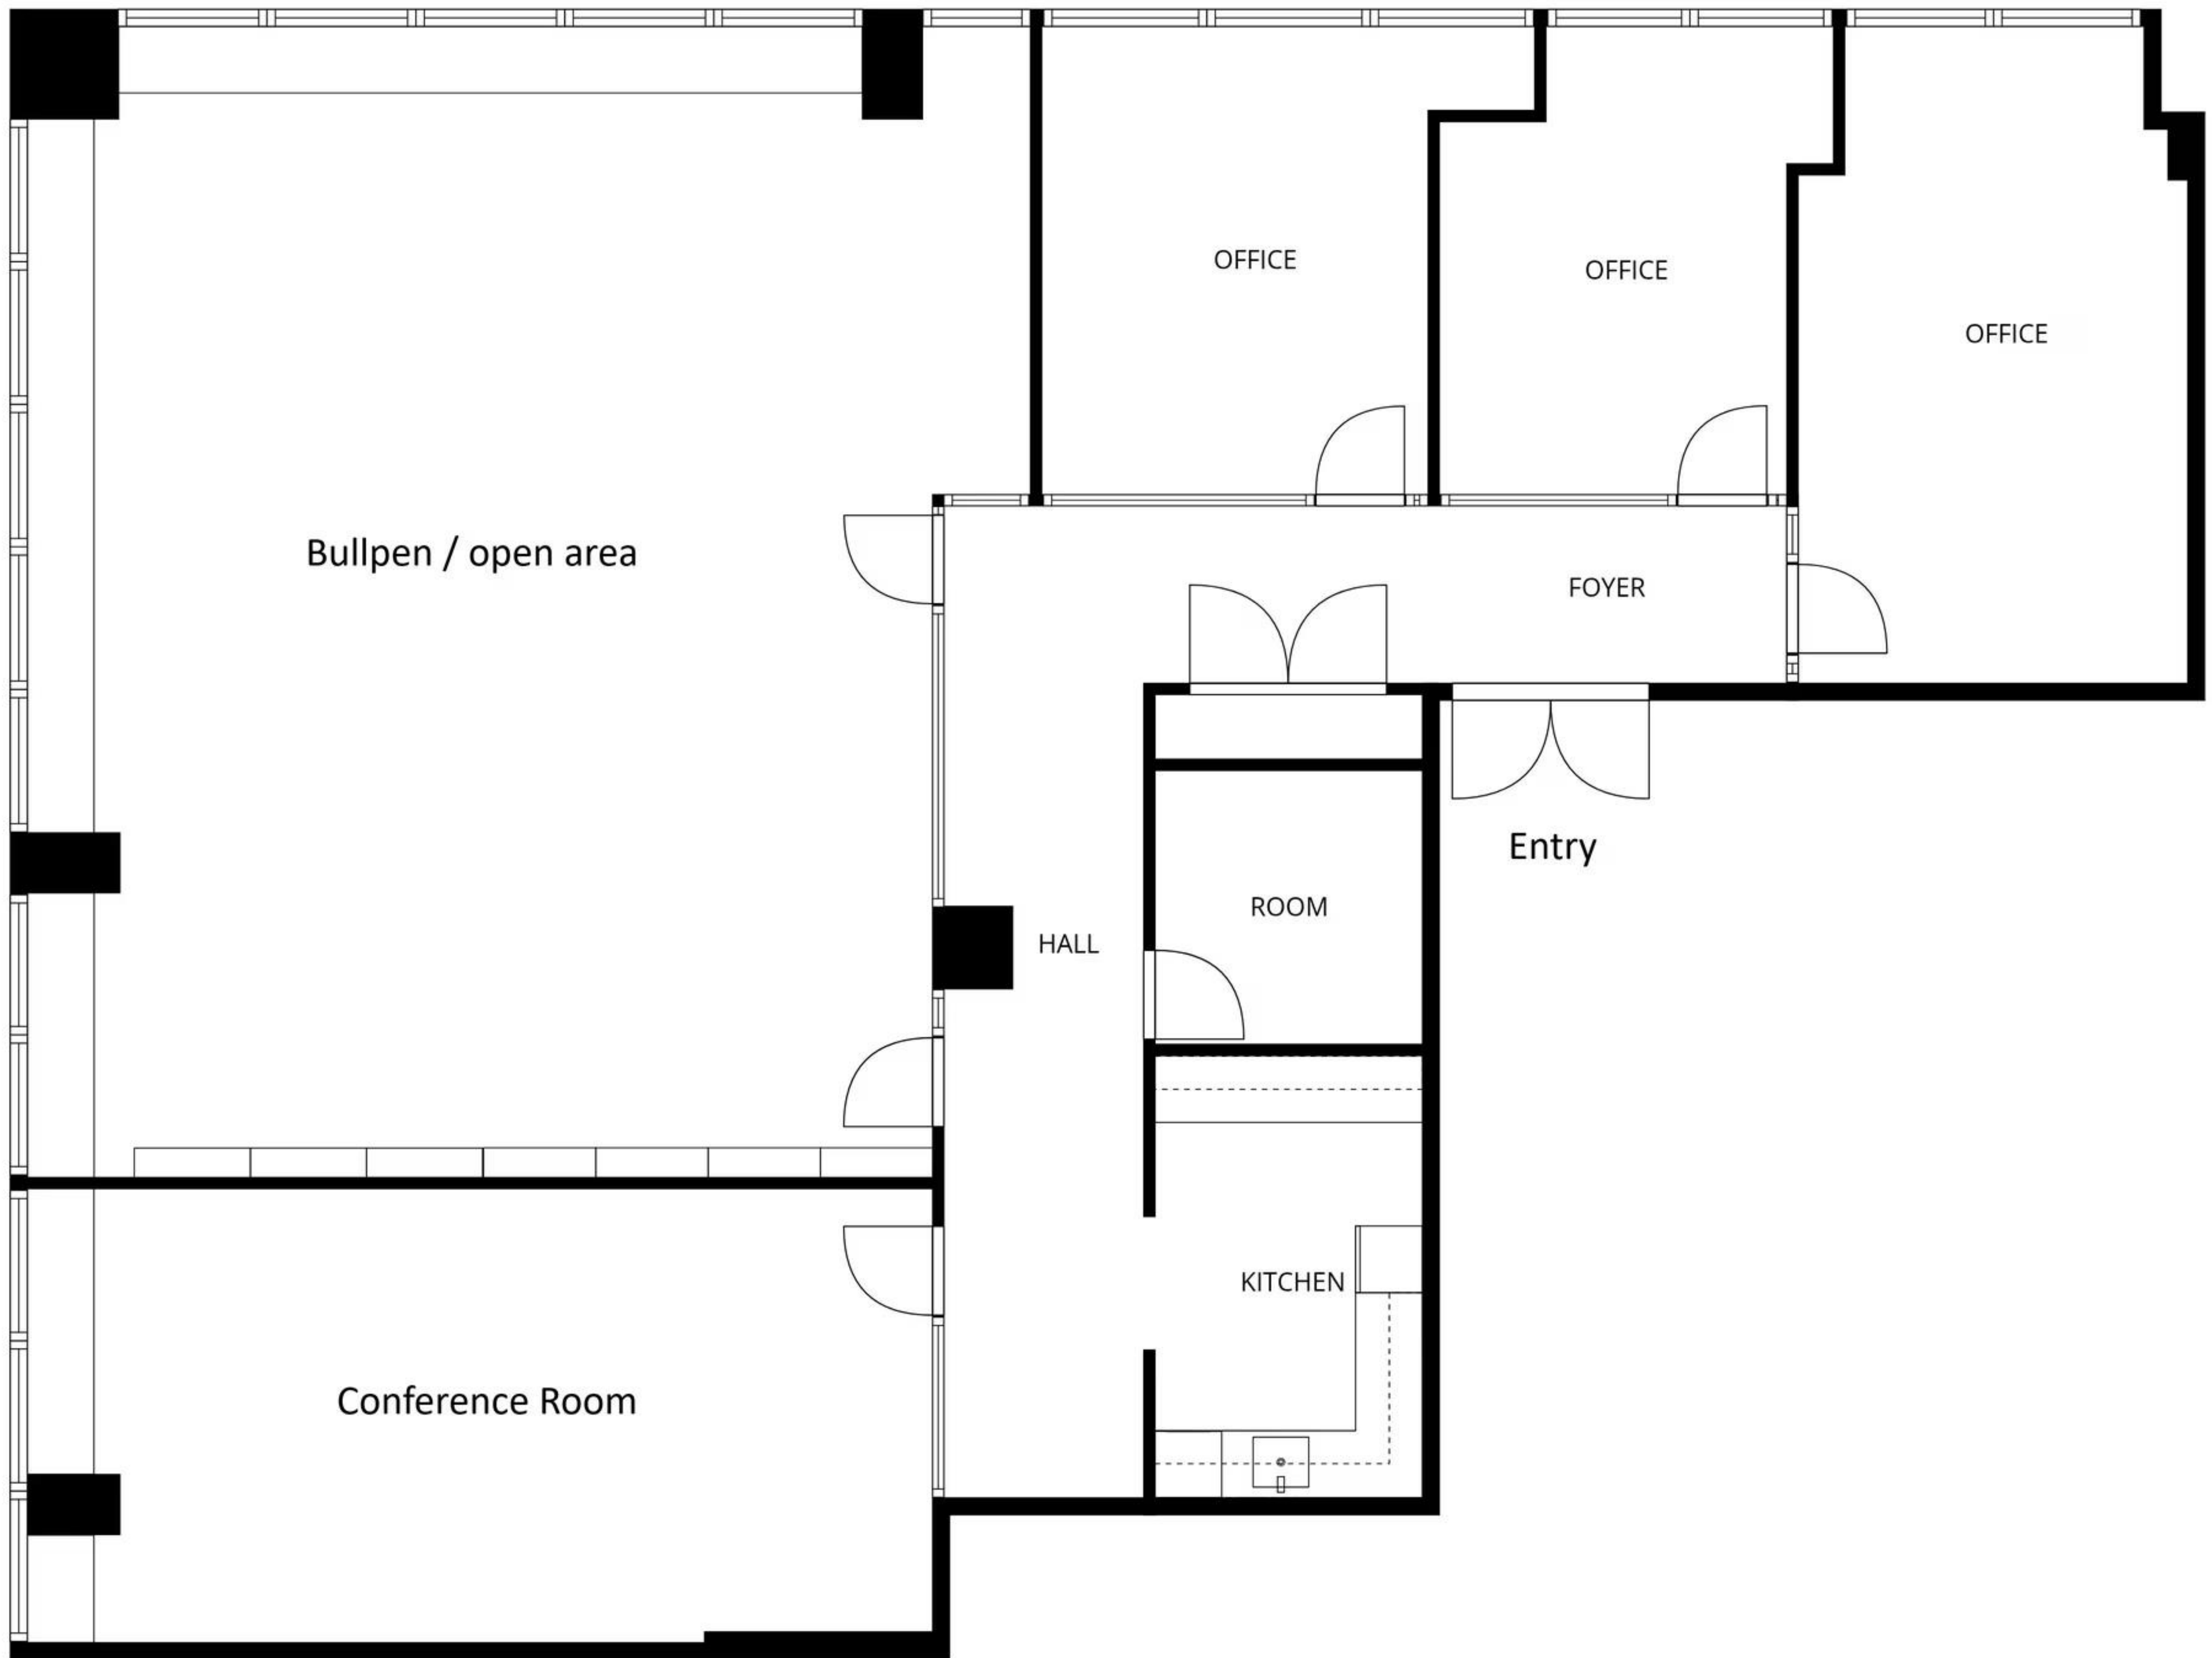 OFFICE
OFFICE
OFFICE
Bullpen / open area
FOYER
Entry
ROOM
HALL
KITCHEN
Conference Room